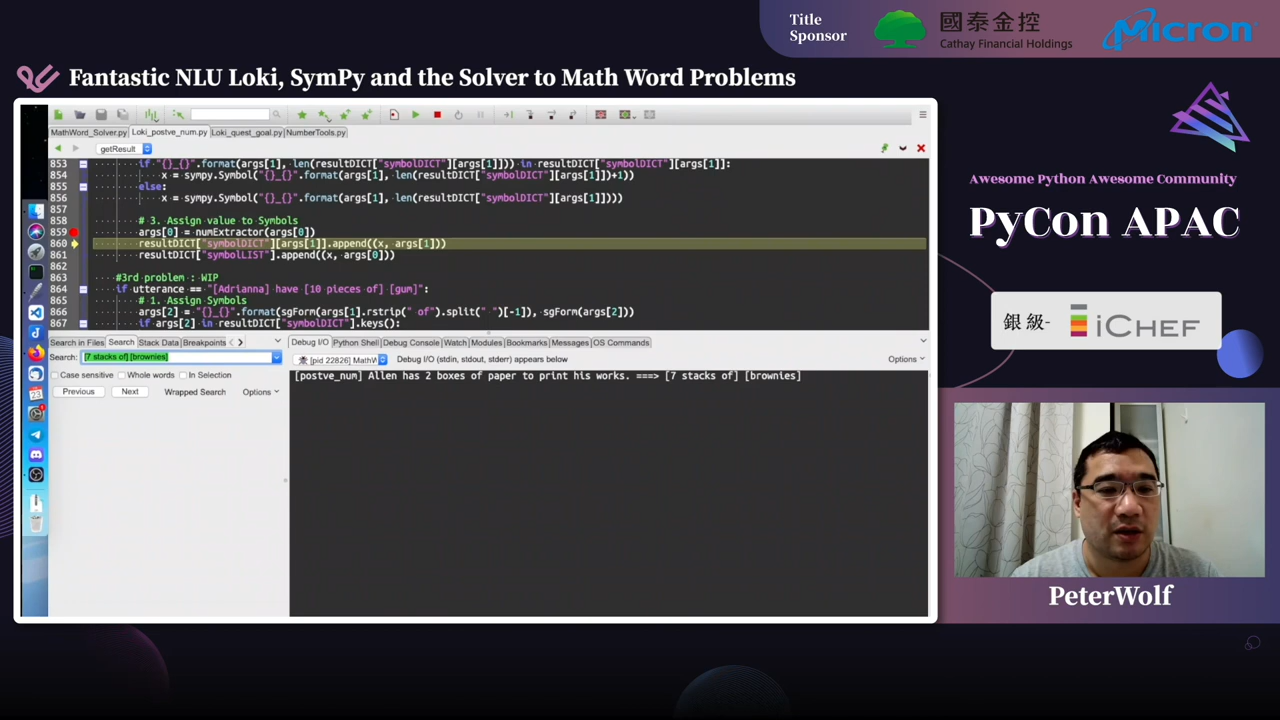 Title
Sponsor
國泰金控
Cathay Financial Holdings
Micron
Fantastic NLU Loki, SymPy and the Solver to Math Word Problems
MathWord_Solver.py Loki_postve_num.py Loki_quest_goal.py NumberTools.py
getResult
853 if "{}_{}".format(args[1], len(resultDICT["symbolDICT"][args[1]])) in resultDICT["symbolDICT"][args[1]]:
854 x = sympy.Symbol("{}_{}".format(args[1], len(resultDICT["symbolDICT"][args[1]])+1))
855 else:
856 x = sympy.Symbol("{}_{}".format(args[1], len(resultDICT["symbolDICT"][args[1]])))
857
858 # 3. Assign value to Symbols
859 args[0] = numExtractor(args[0])
860 resultDICT["symbolDICT"][args[1]].append((x, args[1]))
861 resultDICT["symbolLIST"].append((x, args[0]))
862
863 #3rd problem : WIP
864 if utterance == "[Adrianna] have [10 pieces of] [gum]":
865 # 1. Assign Symbols
866 args[2] = "{}_{}".format(sgForm(args[1].rstrip(" of").split(" ")[-1]), sgForm(args[2]))
867 if args[2] in resultDICT["symbolDICT"].keys():
Search in Files Search Stack Data Breakpoints
Search: [7 stacks of] [brownies]
Case sensitive Whole words In Selection
Previous Next Wrapped Search Options
Debug I/O Python Shell Debug Console Watch Modules Bookmarks Messages OS Commands
[pid 22826] MathW Debug I/O (stdin, stdout, stderr) appears below Options
[postve_num] Allen has 2 boxes of paper to print his works. ===> [7 stacks of] [brownies]
Awesome Python Awesome Community
PyCon APAC
銀級- iCHEF
PeterWolf